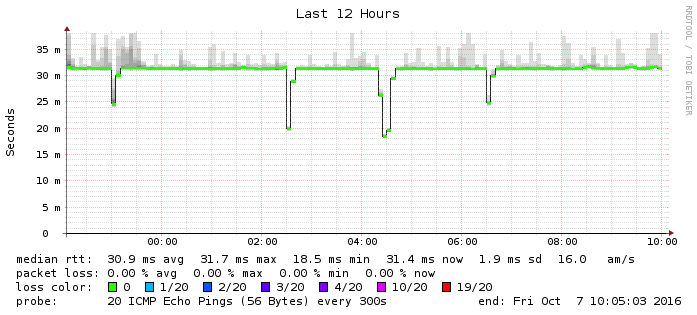 Last 12 Hours
RRDTOOL / TOBI OETIKER
Seconds
35 m
30 m
25 m
20 m
15 m
10 m
5 m
0
00:00 02:00 04:00 06:00 08:00 10:00
median rtt: 30.9 ms avg 31.7 ms max 18.5 ms min 31.4 ms now 1.9 ms sd 16.0 am/s
packet loss: 0.00 % avg 0.00 % max 0.00 % min 0.00 % now
loss color: 0 1/20 2/20 3/20 4/20 10/20 19/20
probe: 20 ICMP Echo Pings (56 Bytes) every 300s end: Fri Oct 7 10:05:03 2016